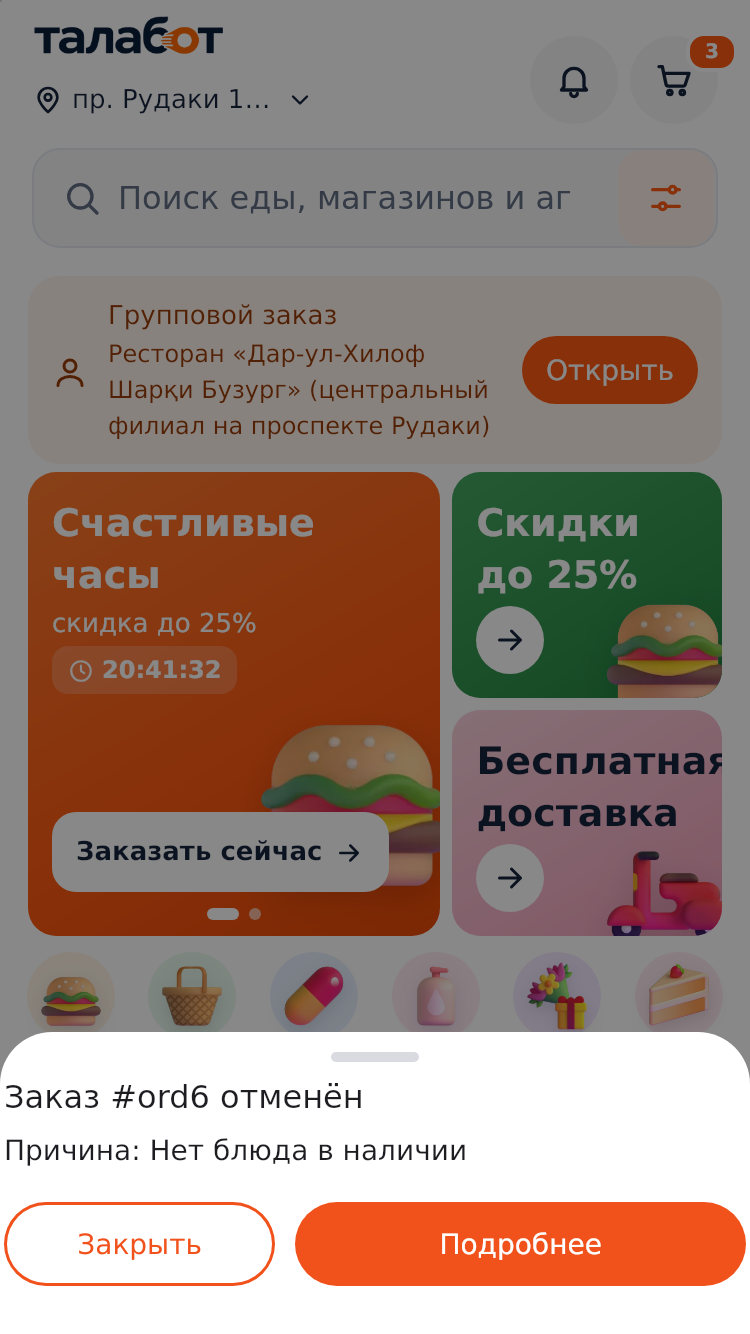 талабот
3
пр. Рудаки 1...
Поиск еды, магазинов и аг
Групповой заказ
Ресторан «Дар-ул-Хилоф
Шарқи Бузург» (центральный
филиал на проспекте Рудаки)
Открыть
Счастливые
часы
скидка до 25%
20:41:32
Заказать сейчас
Скидки
до 25%
Бесплатная
доставка
Заказ #ord6 отменён
Причина: Нет блюда в наличии
Закрыть
Подробнее